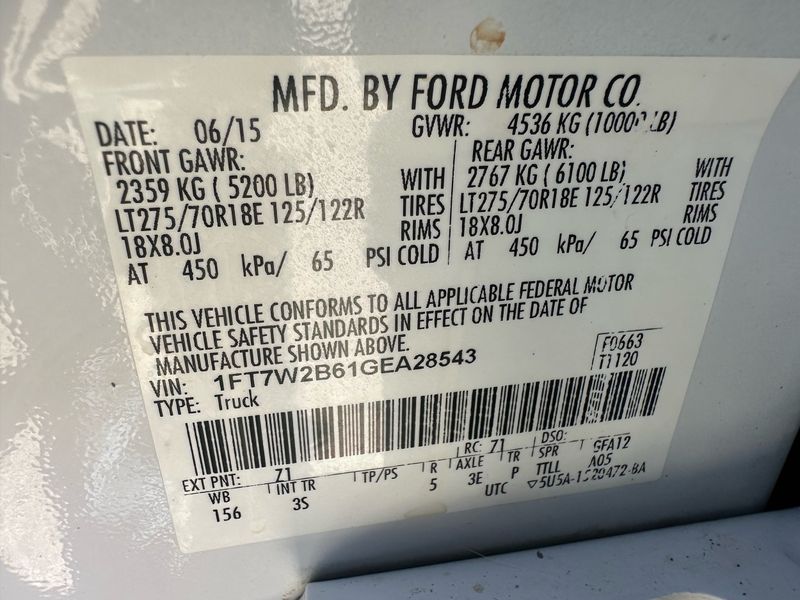 MFD. BY FORD MOTOR CO.
DATE: 06/15 GVWR: 4536 KG (10000 LB)
FRONT GAWR: REAR GAWR:
2359 KG ( 5200 LB) WITH 2767 KG ( 6100 LB) WITH
LT275/70R18E 125/122R TIRES LT275/70R18E 125/122R TIRES
18X8.0J RIMS 18X8.0J RIMS
AT 450 kPa/ 65 PSI COLD AT 450 kPa/ 65 PSI COLD
THIS VEHICLE CONFORMS TO ALL APPLICABLE FEDERAL MOTOR
VEHICLE SAFETY STANDARDS IN EFFECT ON THE DATE OF
MANUFACTURE SHOWN ABOVE.
F0663
VIN: 1FT7W2B61GEA28543
T1120
TYPE: Truck
EXT PNT: Z1 RC: 71 DSO:
WB INT TR TP/PS R AXLE TR SPR GFA12
156 3S 5 3E P TTLL A05
UTC